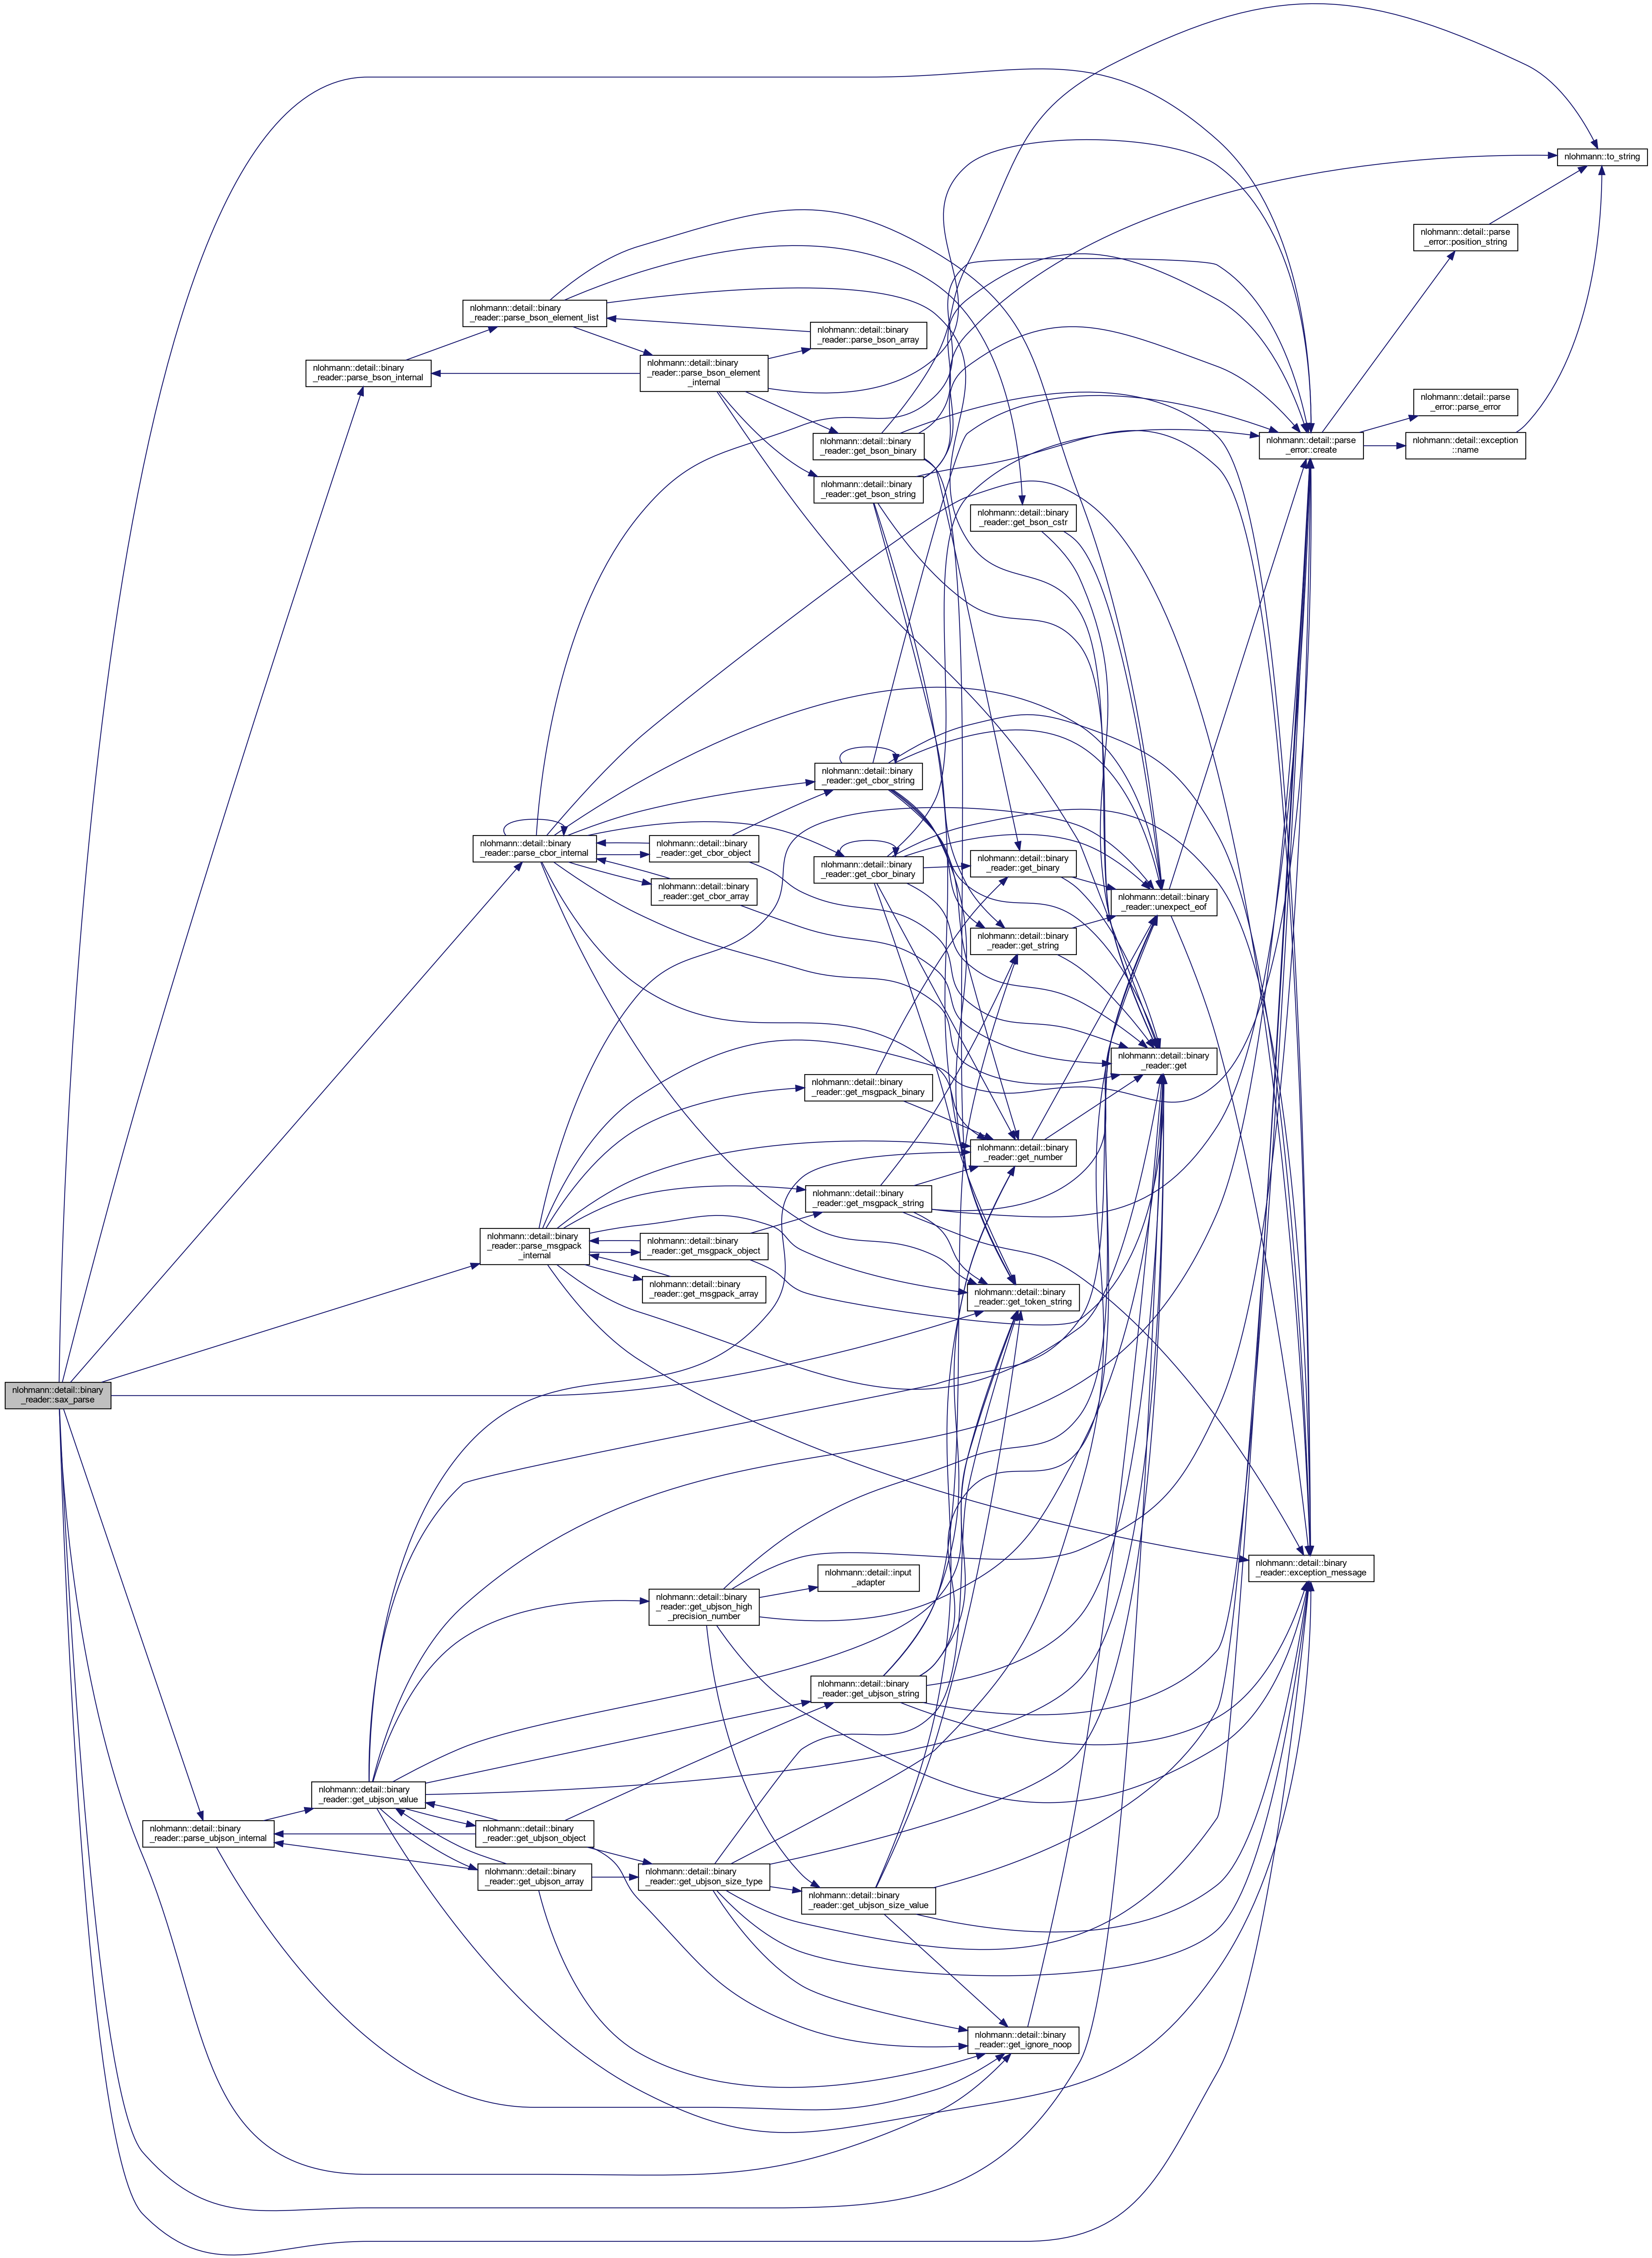 nlohmann::to_string
nlohmann::detail::parse
_error::position_string
nlohmann::detail::binary
_reader::parse_bson_element_list
nlohmann::detail::binary
_reader::parse_bson_array
nlohmann::detail::binary
_reader::parse_bson_internal
nlohmann::detail::binary
_reader::parse_bson_element
_internal
nlohmann::detail::parse
_error::parse_error
nlohmann::detail::binary
_reader::get_bson_binary
nlohmann::detail::parse
_error::create
nlohmann::detail::exception
::name
nlohmann::detail::binary
_reader::get_bson_string
nlohmann::detail::binary
_reader::get_bson_cstr
nlohmann::detail::binary
_reader::get_cbor_string
nlohmann::detail::binary
_reader::parse_cbor_internal
nlohmann::detail::binary
_reader::get_cbor_object
nlohmann::detail::binary
_reader::get_cbor_binary
nlohmann::detail::binary
_reader::get_binary
nlohmann::detail::binary
_reader::get_cbor_array
nlohmann::detail::binary
_reader::unexpect_eof
nlohmann::detail::binary
_reader::get_string
nlohmann::detail::binary
_reader::get
nlohmann::detail::binary
_reader::get_msgpack_binary
nlohmann::detail::binary
_reader::get_number
nlohmann::detail::binary
_reader::get_msgpack_string
nlohmann::detail::binary
_reader::parse_msgpack
_internal
nlohmann::detail::binary
_reader::get_msgpack_object
nlohmann::detail::binary
_reader::get_msgpack_array
nlohmann::detail::binary
_reader::get_token_string
nlohmann::detail::binary
_reader::sax_parse
nlohmann::detail::binary
_reader::exception_message
nlohmann::detail::input
_adapter
nlohmann::detail::binary
_reader::get_ubjson_high
_precision_number
nlohmann::detail::binary
_reader::get_ubjson_string
nlohmann::detail::binary
_reader::get_ubjson_value
nlohmann::detail::binary
_reader::parse_ubjson_internal
nlohmann::detail::binary
_reader::get_ubjson_object
nlohmann::detail::binary
_reader::get_ubjson_array
nlohmann::detail::binary
_reader::get_ubjson_size_type
nlohmann::detail::binary
_reader::get_ubjson_size_value
nlohmann::detail::binary
_reader::get_ignore_noop